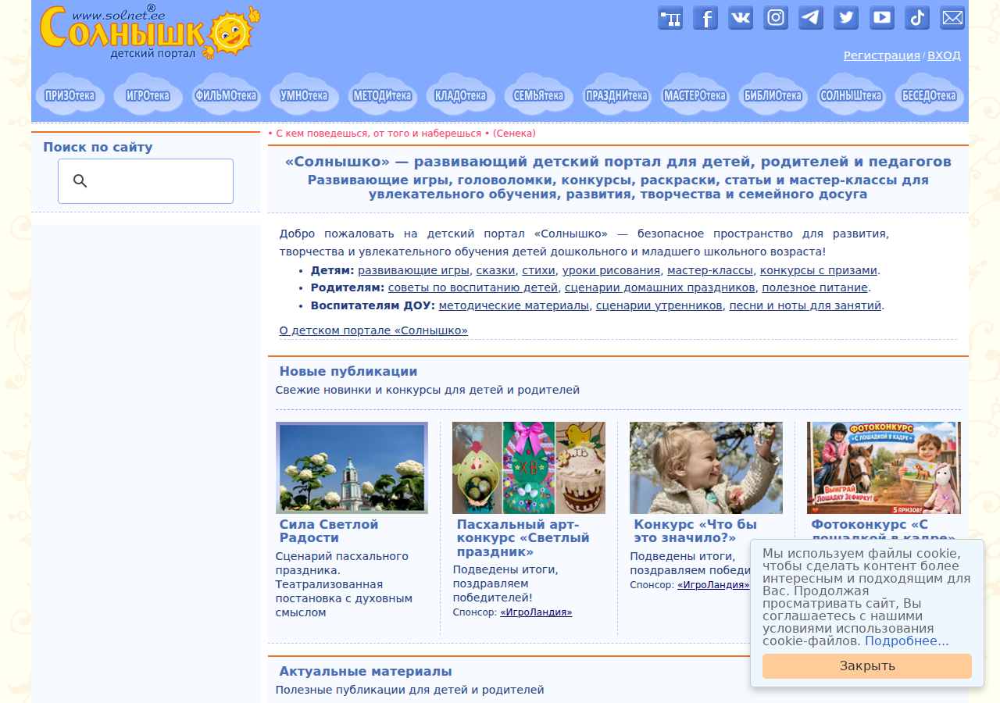 www.solnet.ee ®
Солнышко
детский портал
Регистрация / ВХОД
ПРИЗОтека
ИГРОтека
ФИЛЬМОтека
УМНОтека
МЕТОДИтека
КЛАДОтека
СЕМЬЯтека
ПРАЗДНИтека
МАСТЕРОтека
БИБЛИОтека
СОЛНЫШтека
БЕСЕДОтека
Поиск по сайту
• С кем поведешься, от того и наберешься • (Сенека)
«Солнышко» — развивающий детский портал для детей, родителей и педагогов
Развивающие игры, головоломки, конкурсы, раскраски, статьи и мастер-классы для
увлекательного обучения, развития, творчества и семейного досуга
Добро пожаловать на детский портал «Солнышко» — безопасное пространство для развития,
творчества и увлекательного обучения детей дошкольного и младшего школьного возраста!
• Детям: развивающие игры, сказки, стихи, уроки рисования, мастер-классы, конкурсы с призами.
• Родителям: советы по воспитанию детей, сценарии домашних праздников, полезное питание.
• Воспитателям ДОУ: методические материалы, сценарии утренников, песни и ноты для занятий.
О детском портале «Солнышко»
Новые публикации
Свежие новинки и конкурсы для детей и родителей
Сила Светлой
Радости
Сценарий пасхального
праздника.
Театрализованная
постановка с духовным
смыслом
ХВ
ХВ
Пасхальный арт-
конкурс «Светлый
праздник»
Подведены итоги,
поздравляем
победителей!
Спонсор: «ИгроЛандия»
Конкурс «Что бы
это значило?»
Подведены итоги,
поздравляем победи
Спонсор: «ИгроЛандия»
ФОТОКОНКУРС
«С ЛОШАДКОЙ В КАДРЕ»
ВЫИГРАЙ
ЛОШАДКУ ЗЕФИРКУ!
5 ПРИЗОВ!
Фотоконкурс «С
лошадкой в кадре»
Актуальные материалы
Полезные публикации для детей и родителей
Мы используем файлы cookie,
чтобы сделать контент более
интересным и подходящим для
Вас. Продолжая
просматривать сайт, Вы
соглашаетесь с нашими
условиями использования
cookie-файлов. Подробнее...
Закрыть